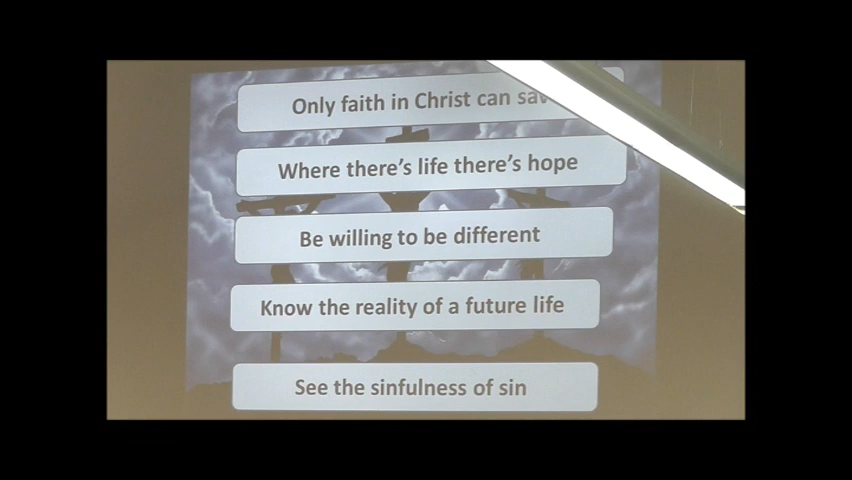 Only faith in Christ can
Where there's life there's hope
Be willing to be different
Know the reality of a future life
See the sinfulness of sin